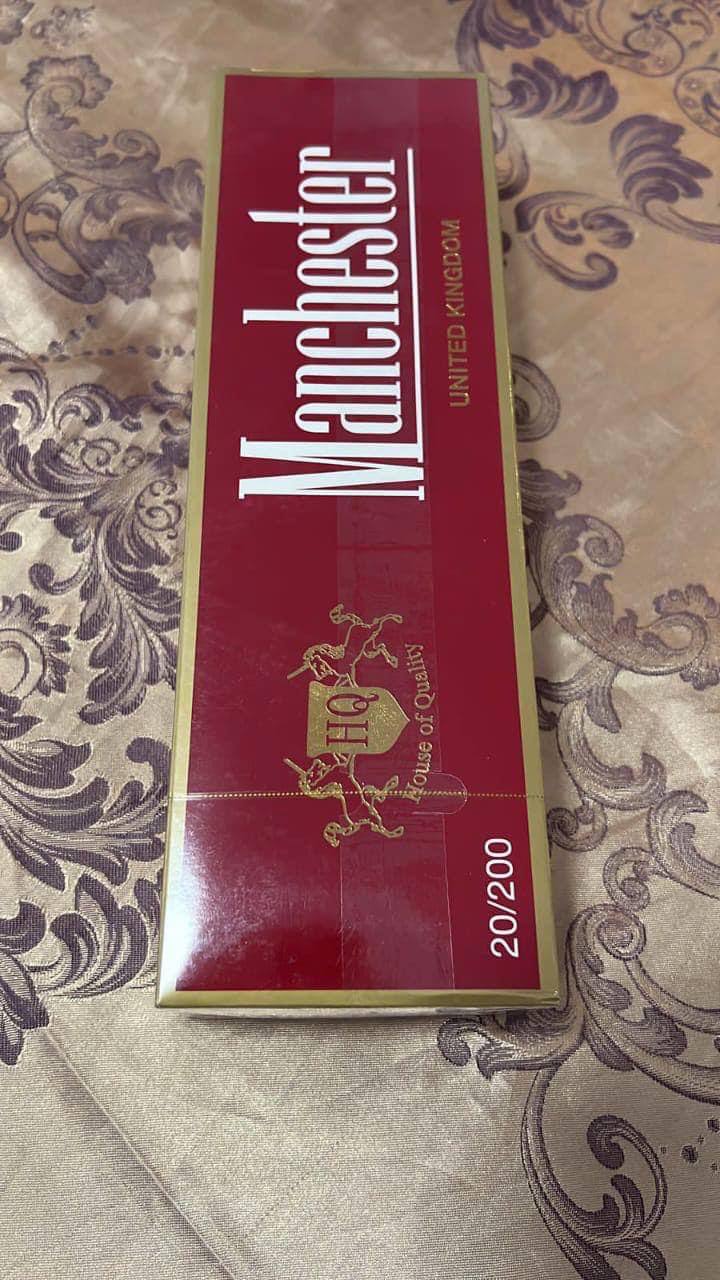 Manchester
UNITED KINGDOM
HQ
House of Quality
20/200